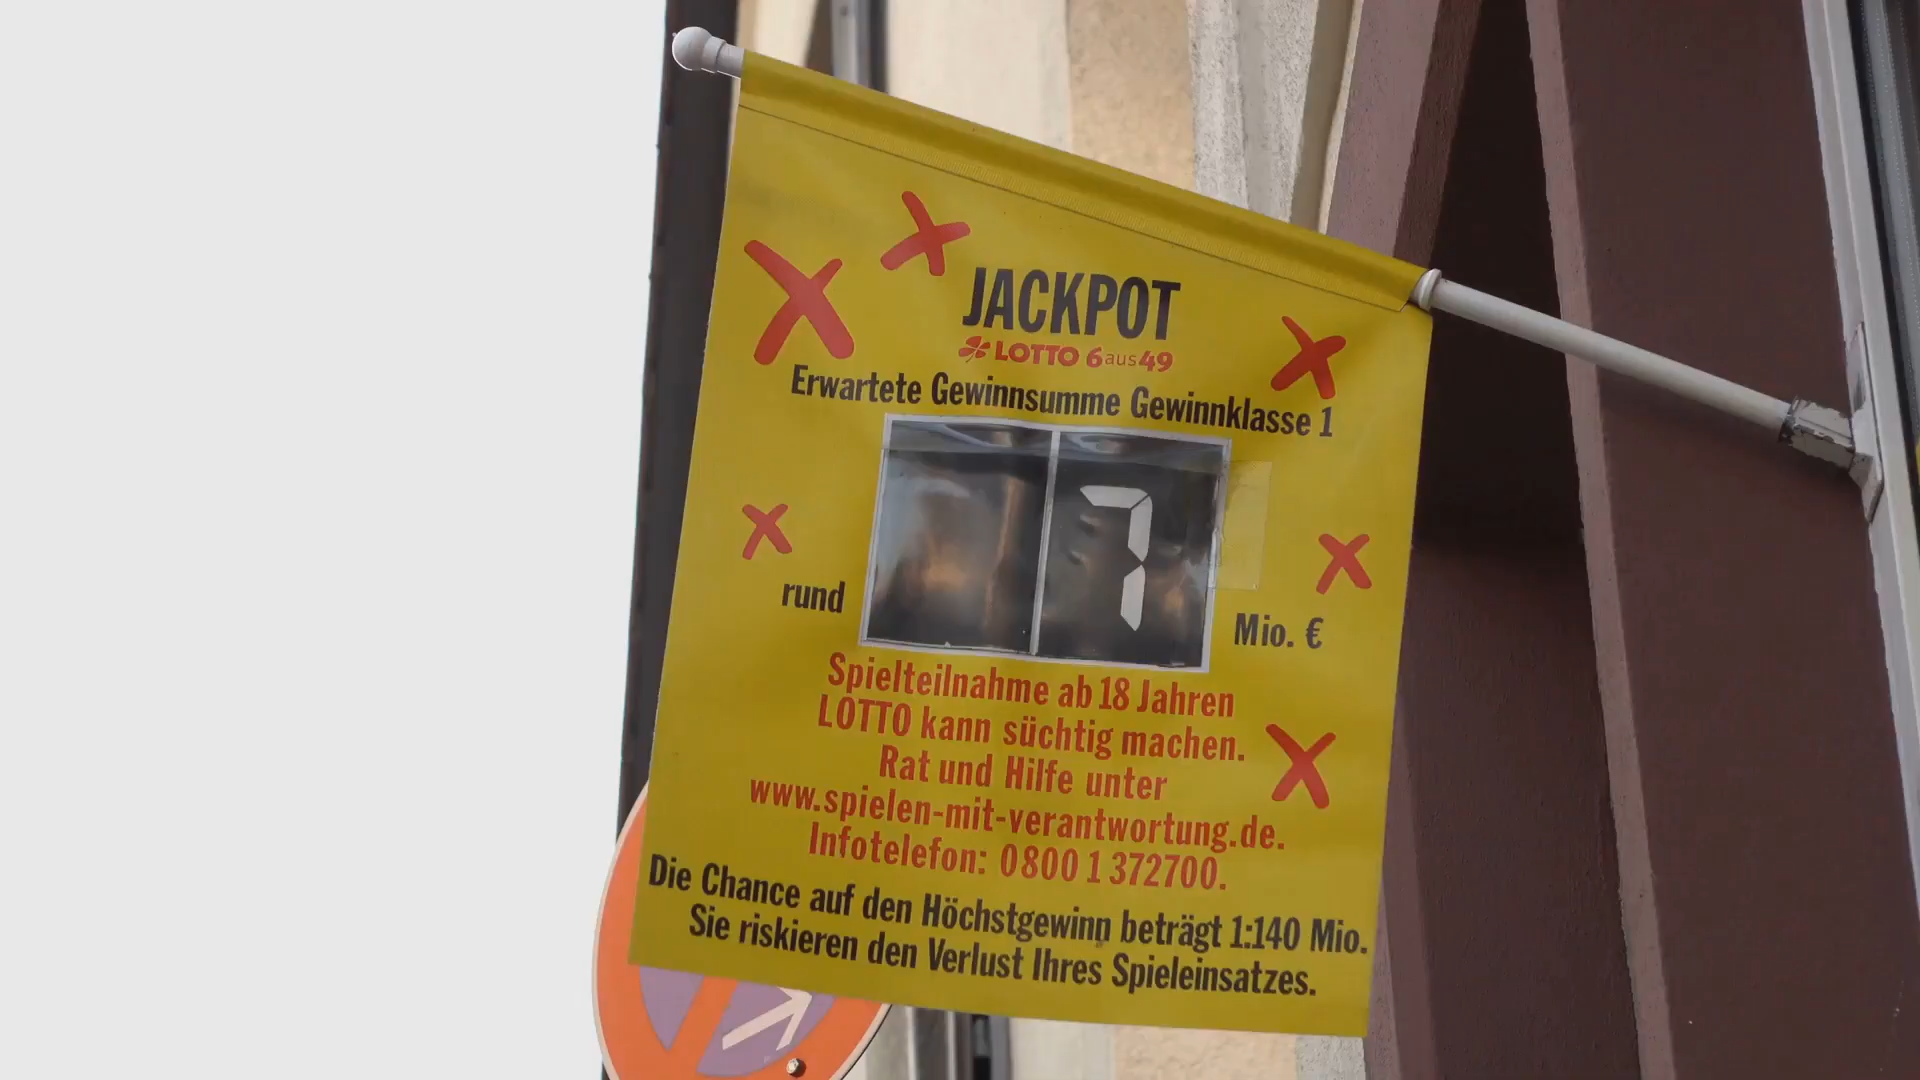 JACKPOT
LOTTO 6aus49
Erwartete Gewinnsumme Gewinnklasse 1
7
rund
Mio. €
Spielteilnahme ab 18 Jahren
LOTTO kann süchtig machen.
Rat und Hilfe unter
www.spielen-mit-verantwortung.de.
Infotelefon: 0800 1 372700.
Die Chance auf den Höchstgewinn beträgt 1:140 Mio.
Sie riskieren den Verlust Ihres Spieleinsatzes.